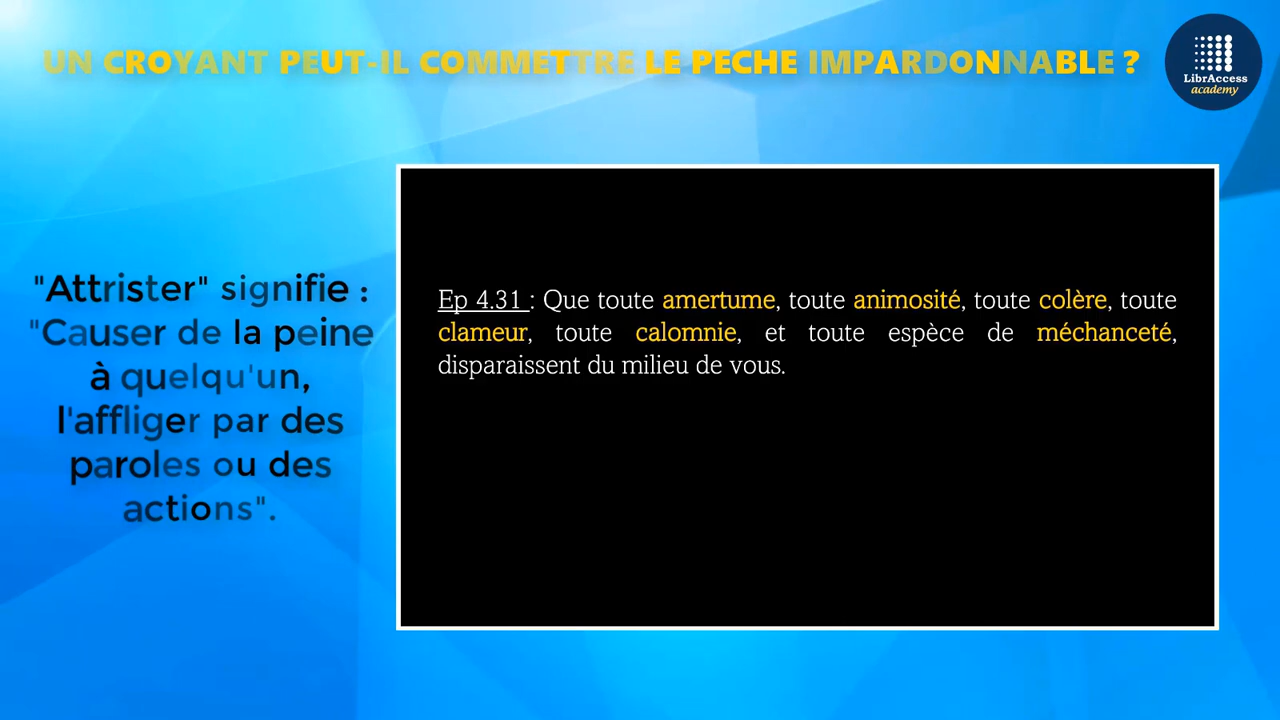 UN CROYANT PEUT-IL COMMETTRE LE PECHE IMPARDONNABLE ?
LibrAccess
academy
"Attrister" signifie :
"Causer de la peine
à quelqu'un,
l'affliger par des
paroles ou des
actions".
Ep 4.31 : Que toute amertume, toute animosité, toute colère, toute
clameur, toute calomnie, et toute espèce de méchanceté,
disparaissent du milieu de vous.